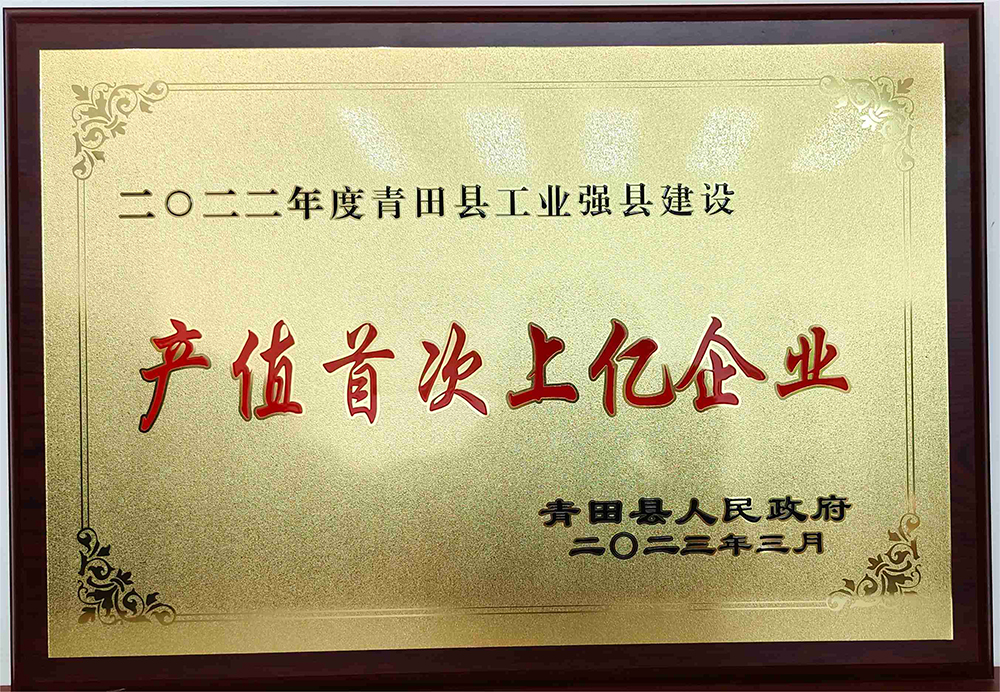 二〇二二年度青田县工业强县建设
产值首次上亿企业
青田县人民政府
二〇二三年三月